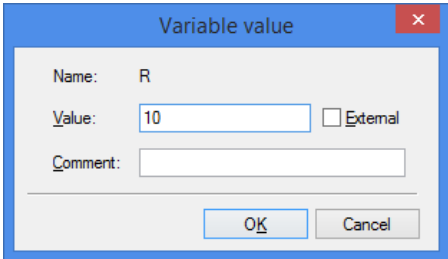 Variable value
Name: R
Value: 10 External
Comment:
OK Cancel